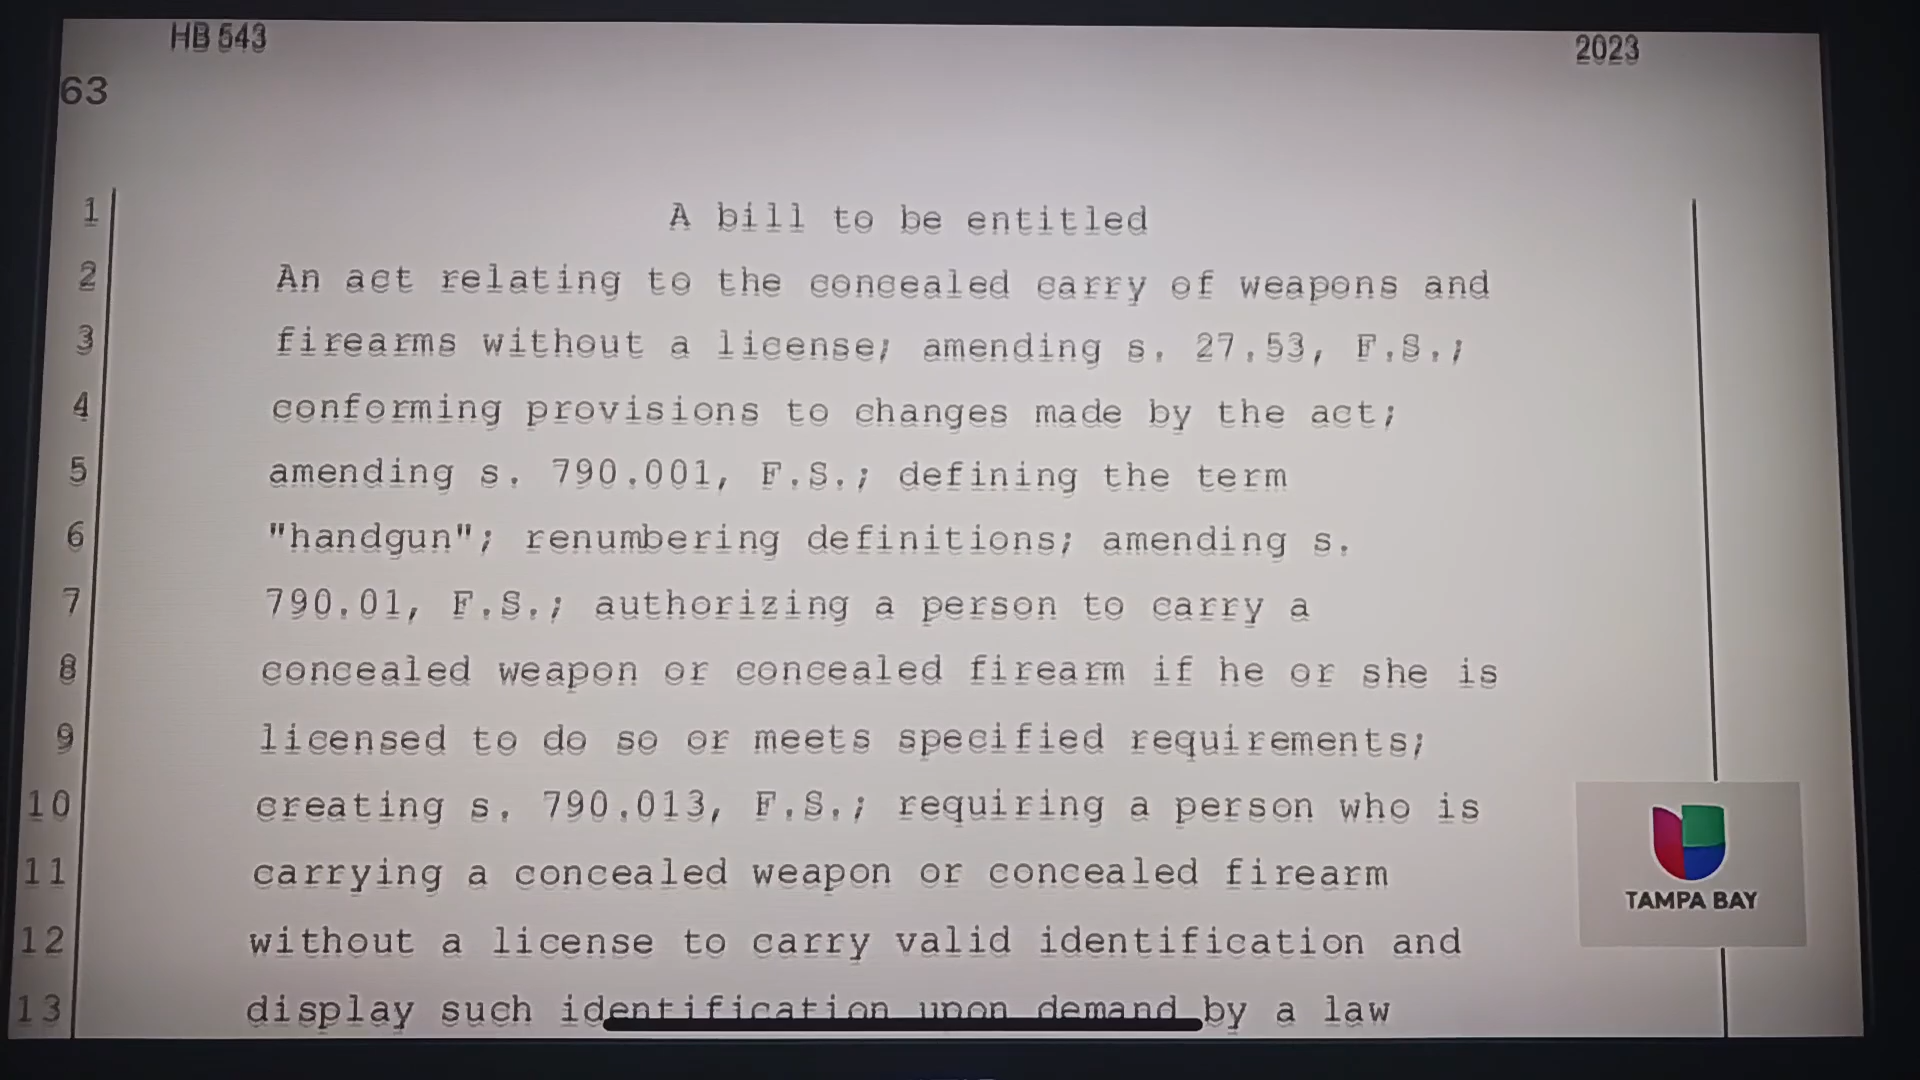 HB 543
2023
63
1 A bill to be entitled
2 An act relating to the concealed carry of weapons and
3 firearms without a license; amending s. 27.53, F.S.;
4 conforming provisions to changes made by the act;
5 amending s. 790.001, F.S.; defining the term
6 "handgun"; renumbering definitions; amending s.
7 790.01, F.S.; authorizing a person to carry a
8 concealed weapon or concealed firearm if he or she is
9 licensed to do so or meets specified requirements;
10 creating s. 790.013, F.S.; requiring a person who is
11 carrying a concealed weapon or concealed firearm
12 without a license to carry valid identification and
13 display such identification upon demand by a law
TAMPA BAY